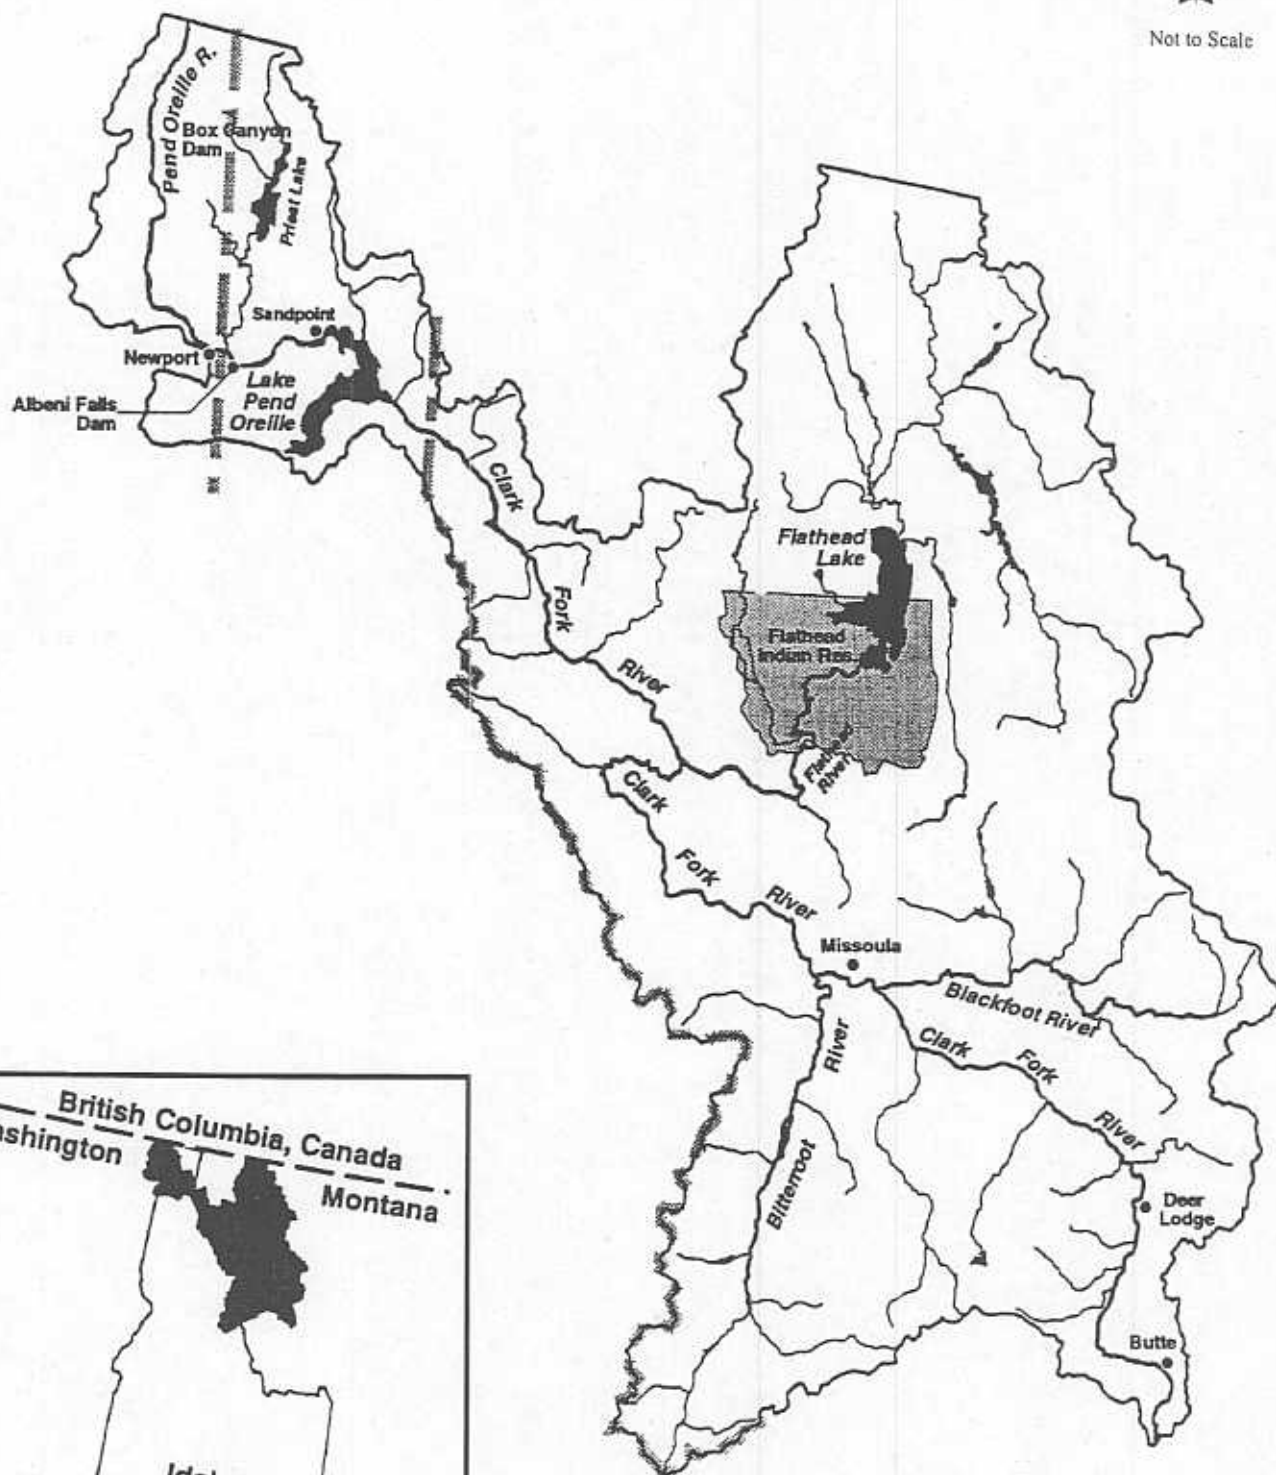 Not to Scale
Pend Oreille R.
Box Canyon
Dam
Priest Lake
Sandpoint
Newport
Albeni Falls
Dam
Lake
Pend
Oreille
Clark
Fork
River
Flathead
Lake
Flathead
Indian Res.
Flathead
River
Clark
Fork
River
Missoula
Blackfoot River
Clark
Fork
River
River
Bitterroot
Deer
Lodge
Butte
British Columbia, Canada
ashington
Montana